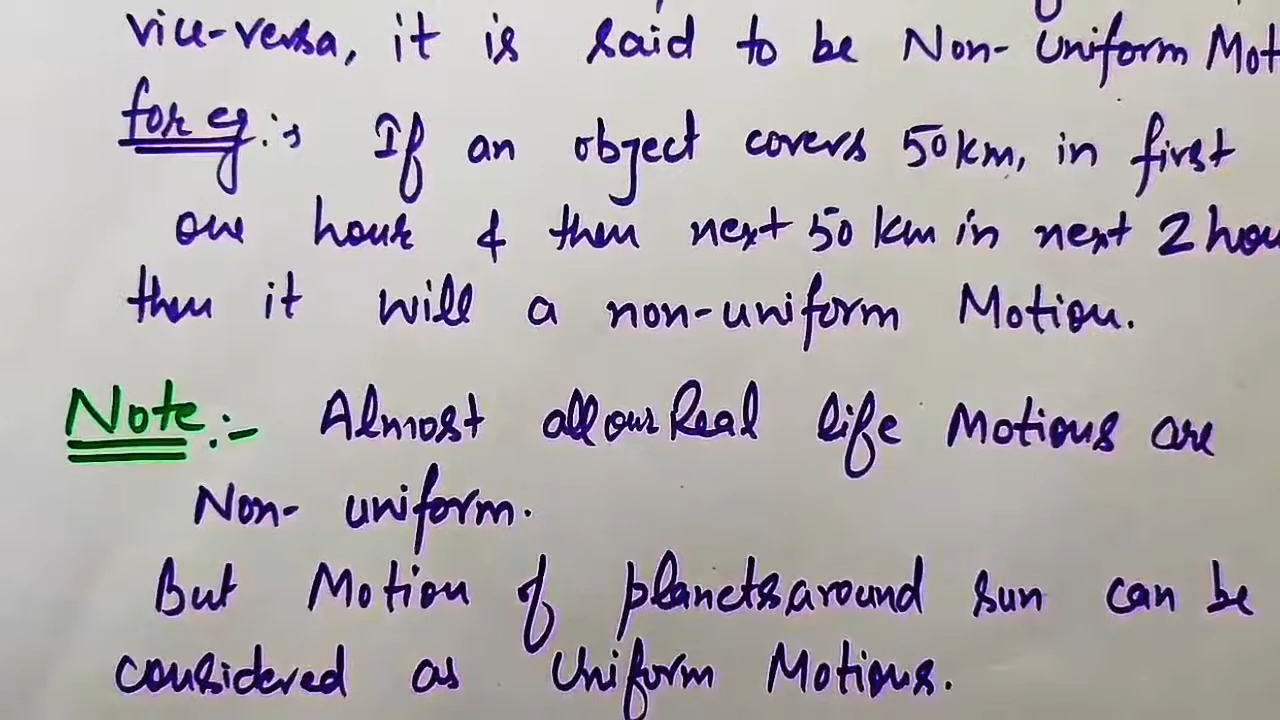 vice-versa, it is said to be Non-Uniform Mot
for eg:, If an object covers 50km, in first
one hour & then next 50 km in next 2 hou
then it will a non-uniform Motion.
Note:- Almost all our Real life Motions are
Non-uniform.
But Motion of planets around sun can be
considered as Uniform Motions.